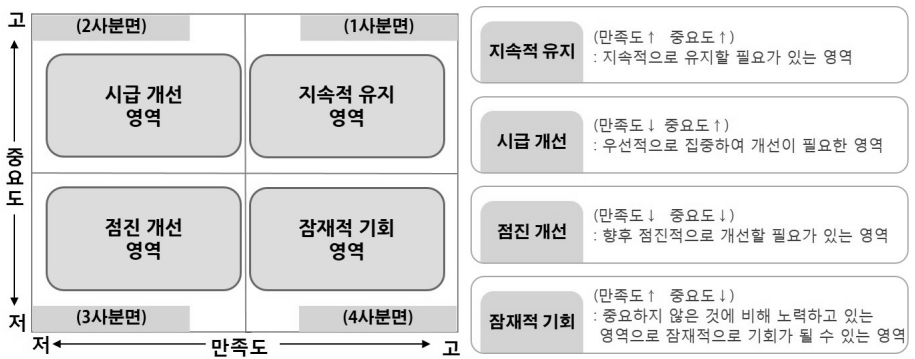 고
중요도
저
(2사분면)
(1사분면)
시급 개선
영역
지속적 유지
영역
점진 개선
영역
잠재적 기회
영역
(3사분면)
(4사분면)
저
만족도
고
지속적 유지
(만족도↑ 중요도↑)
: 지속적으로 유지할 필요가 있는 영역
시급 개선
(만족도↓ 중요도↑)
: 우선적으로 집중하여 개선이 필요한 영역
점진 개선
(만족도↓ 중요도↓)
: 향후 점진적으로 개선할 필요가 있는 영역
잠재적 기회
(만족도↑ 중요도↓)
: 중요하지 않은 것에 비해 노력하고 있는
영역으로 잠재적으로 기회가 될 수 있는 영역